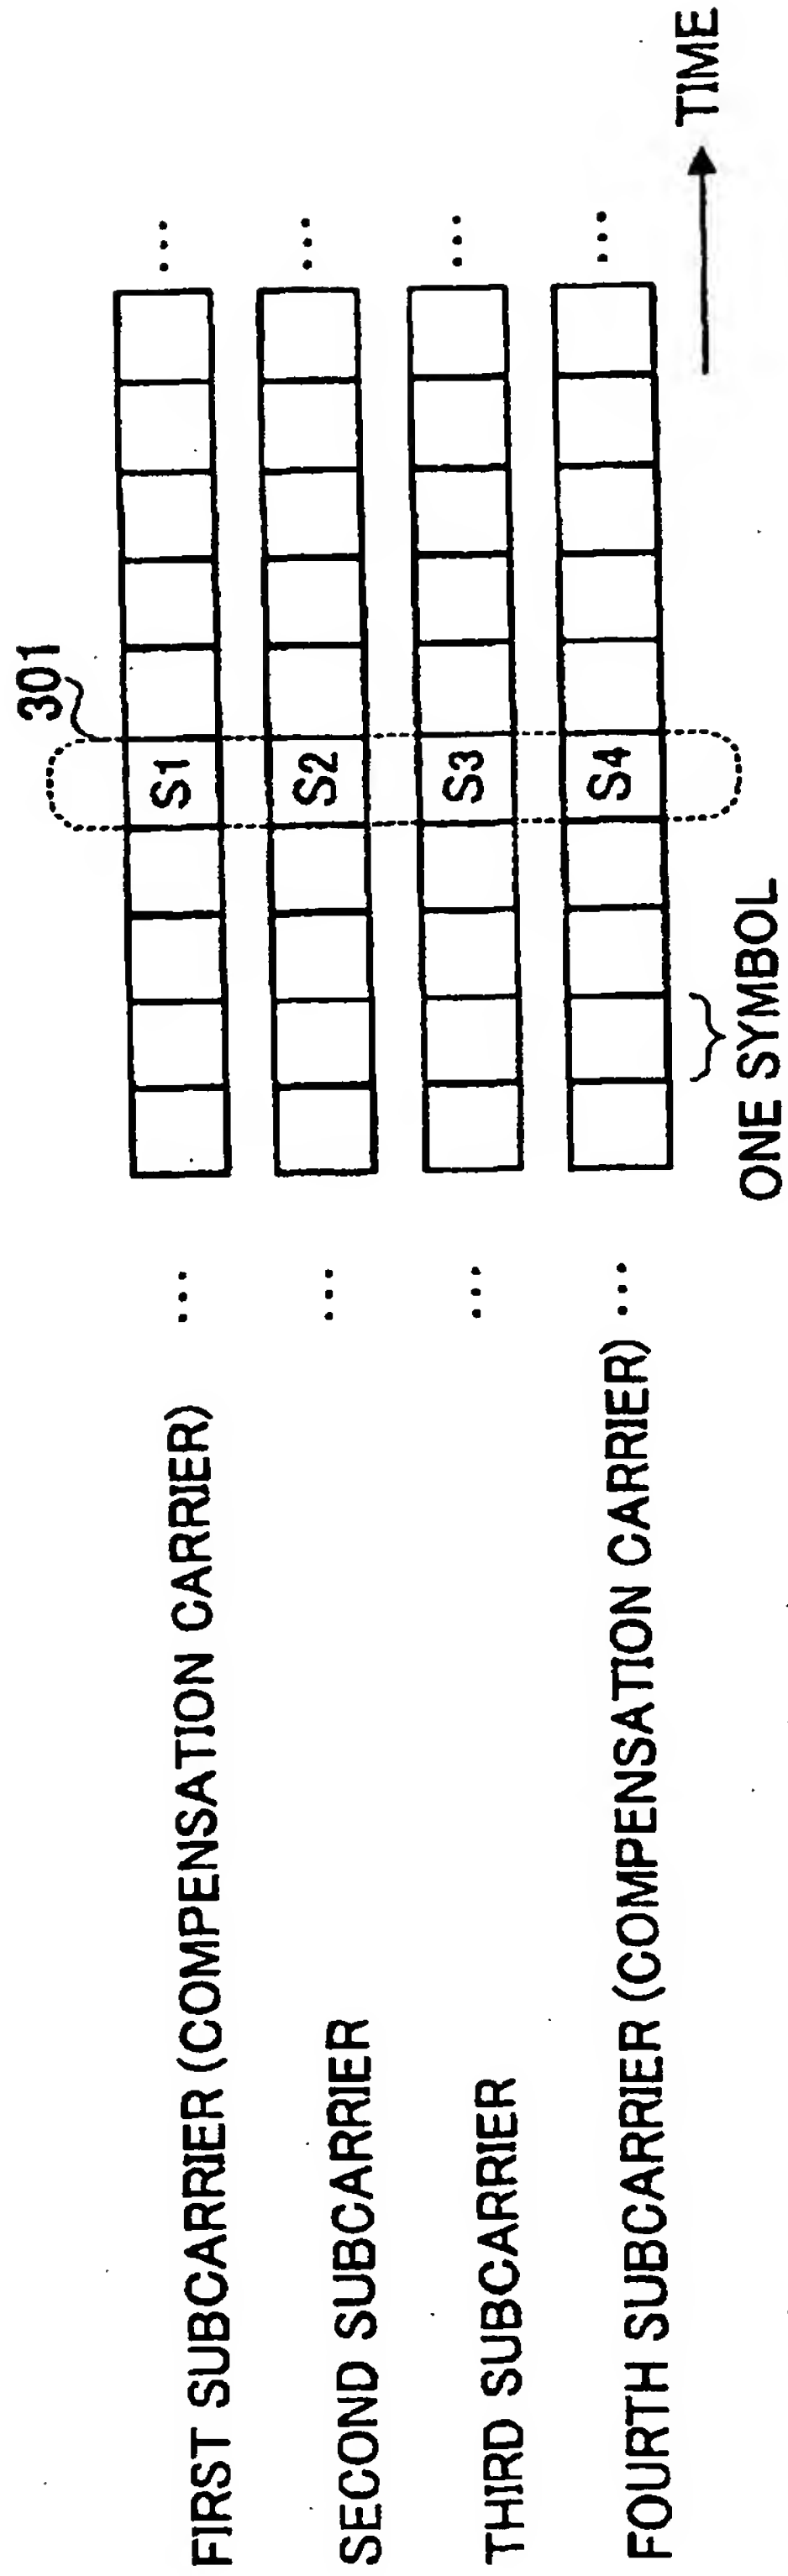 301
FIRST SUBCARRIER (COMPENSATION CARRIER) ... S1 ...
SECOND SUBCARRIER ... S2 ...
THIRD SUBCARRIER ... S3 ...
FOURTH SUBCARRIER (COMPENSATION CARRIER) ... S4 ...
ONE SYMBOL
TIME